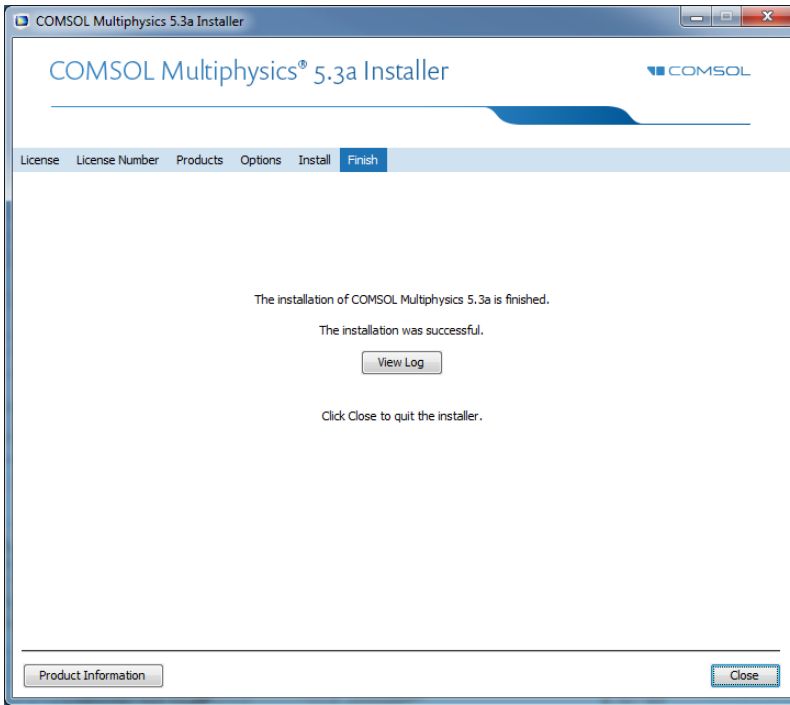 COMSOL Multiphysics 5.3a Installer
COMSOL Multiphysics® 5.3a Installer
COMSOL
License License Number Products Options Install Finish
The installation of COMSOL Multiphysics 5.3a is finished.
The installation was successful.
View Log
Click Close to quit the installer.
Product Information Close